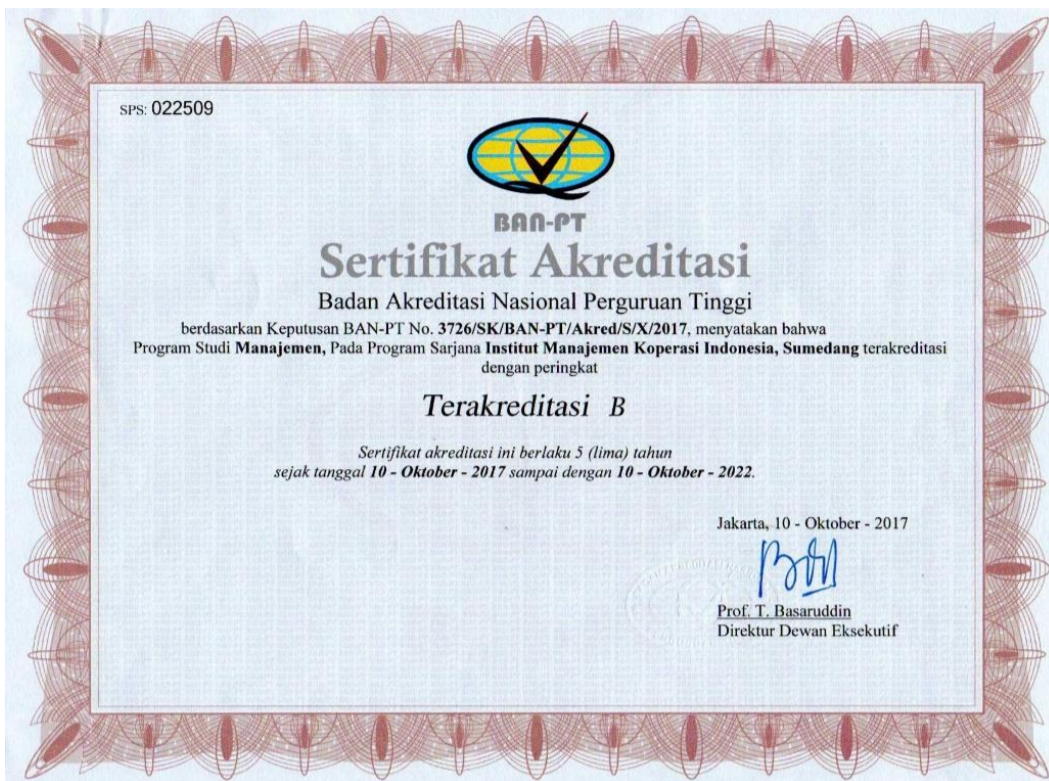 SPS: 022509
BAN-PT
Sertifikat Akreditasi
Badan Akreditasi Nasional Perguruan Tinggi
berdasarkan Keputusan BAN-PT No. 3726/SK/BAN-PT/Akred/S/X/2017, menyatakan bahwa
Program Studi Manajemen, Pada Program Sarjana Institut Manajemen Koperasi Indonesia, Sumedang terakreditasi
dengan peringkat
Terakreditasi B
Sertifikat akreditasi ini berlaku 5 (lima) tahun
sejak tanggal 10 - Oktober - 2017 sampai dengan 10 - Oktober - 2022.
Jakarta, 10 - Oktober - 2017
Prof. T. Basaruddin
Direktur Dewan Eksekutif